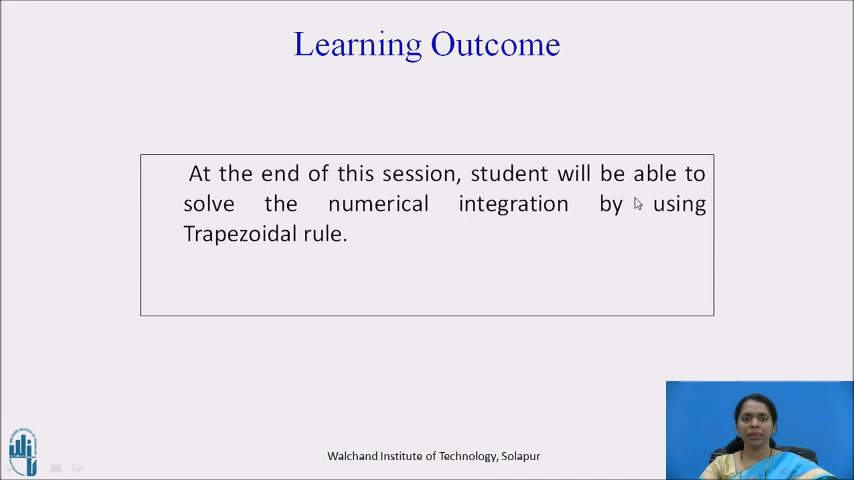 Learning Outcome
At the end of this session, student will be able to
solve the numerical integration by using
Trapezoidal rule.
Walchand Institute of Technology, Solapur